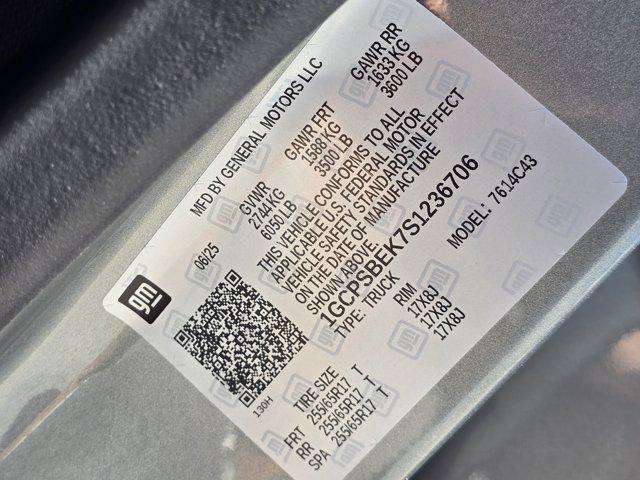 gm
MFD BY GENERAL MOTORS LLC
06/25 GVWR GAWR FRT GAWR RR
2744 KG 1588 KG 1633 KG
6050 LB 3500 LB 3600 LB
THIS VEHICLE CONFORMS TO ALL
APPLICABLE U.S. FEDERAL MOTOR
VEHICLE SAFETY STANDARDS IN EFFECT
ON THE DATE OF MANUFACTURE
SHOWN ABOVE.
1GCPSBEK7S1236706
TYPE: TRUCK MODEL: 7614C43
130H
TIRE SIZE RIM
FRT 255/65R17 T 17X8J
RR 255/65R17 T 17X8J
SPA 255/65R17 T 17X8J